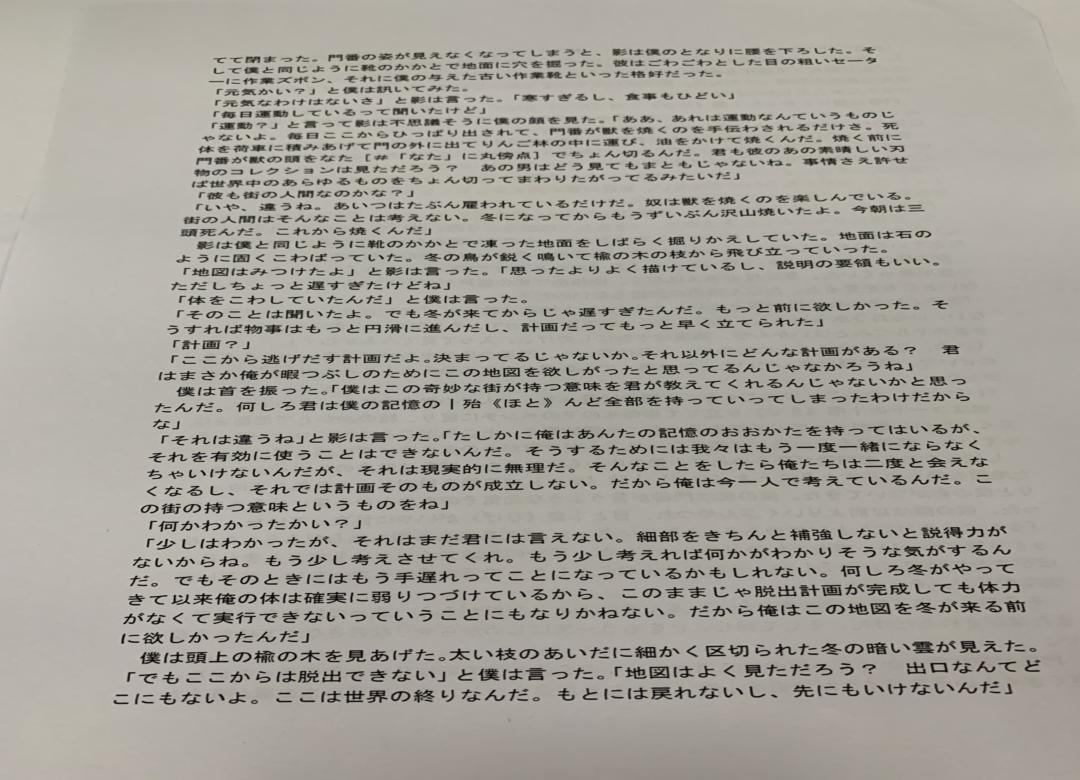 てて閉まった。門番の姿が見えなくなってしまうと、影は僕のとなりに腰を下ろした。そ
して僕と同じように靴のかかとで地面に穴を掘った。彼はごわごわとした目の粗いセータ
ーに作業ズボン、それに僕の与えた古い作業靴といった格好だった。
「元気かい？」と僕は訊いてみた。
「元気なわけはないさ」と影は言った。「寒すぎるし、食事もひどい」
「毎日運動しているって聞いたけど」
「運動？」と言って影は不思議そうに僕の顔を見た。「ああ、あれは運動なんていうものじ
ゃないよ。毎日ここからひっぱり出されて、門番が獣を焼くのを手伝わされるだけさ。死
体を荷車に積みあげて門の外に出てりんご林の中に運び、油をかけて焼くんだ。焼く前に
門番が獣の頭をなた［＃「なた」に丸傍点］でちょん切るんだ。君も彼のあの素晴しい刃
物のコレクションは見ただろう？　あの男はどう見てもまともじゃないね。事情さえ許せ
ば世界中のあらゆるものをちょん切ってまわりたがってるみたいだ」
「彼も街の人間なのかな？」
「いや、違うね。あいつはたぶん雇われているだけだ。奴は獣を焼くのを楽しんでいる。
街の人間はそんなことは考えない。冬になってからもうずいぶん沢山焼いたよ。今朝は三
頭死んだ。これから焼くんだ」
影は僕と同じように靴のかかとで凍った地面をしばらく掘りかえしていた。地面は石の
ように固くこわばっていた。冬の鳥が鋭く鳴いて楡の木の枝から飛び立っていった。
「地図はみつけたよ」と影は言った。「思ったよりよく描けているし、説明の要領もいい。
ただしちょっと遅すぎたけどね」
「体をこわしていたんだ」と僕は言った。
「そのことは聞いたよ。でも冬が来てからじゃ遅すぎたんだ。もっと前に欲しかった。そ
うすれば物事はもっと円滑に進んだし、計画だってもっと早く立てられた」
「計画？」
「ここから逃げだす計画だよ。決まってるじゃないか。それ以外にどんな計画がある？　君
はまさか俺が暇つぶしのためにこの地図を欲しがったと思ってるんじゃなかろうね」
僕は首を振った。「僕はこの奇妙な街が持つ意味を君が教えてくれるんじゃないかと思っ
たんだ。何しろ君は僕の記憶の｜殆《ほと》んど全部を持っていってしまったわけだから
な」
「それは違うね」と影は言った。「たしかに俺はあんたの記憶のおおかたを持ってはいるが、
それを有効に使うことはできないんだ。そうするためには我々はもう一度一緒にならなく
ちゃいけないんだが、それは現実的に無理だ。そんなことをしたら俺たちは二度と会えな
くなるし、それでは計画そのものが成立しない。だから俺は今一人で考えているんだ。こ
の街の持つ意味というものをね」
「何かわかったかい？」
「少しはわかったが、それはまだ君には言えない。細部をきちんと補強しないと説得力が
ないからね。もう少し考えさせてくれ。もう少し考えれば何かがわかりそうな気がするん
だ。でもそのときにはもう手遅れってことになっているかもしれない。何しろ冬がやって
きて以来俺の体は確実に弱りつづけているから、このままじゃ脱出計画が完成しても体力
がなくて実行できないっていうことにもなりかねない。だから俺はこの地図を冬が来る前
に欲しかったんだ」
僕は頭上の楡の木を見あげた。太い枝のあいだに細かく区切られた冬の暗い雲が見えた。
「でもここからは脱出できない」と僕は言った。「地図はよく見ただろう？　出口なんてど
こにもないよ。ここは世界の終りなんだ。もとには戻れないし、先にもいけないんだ」